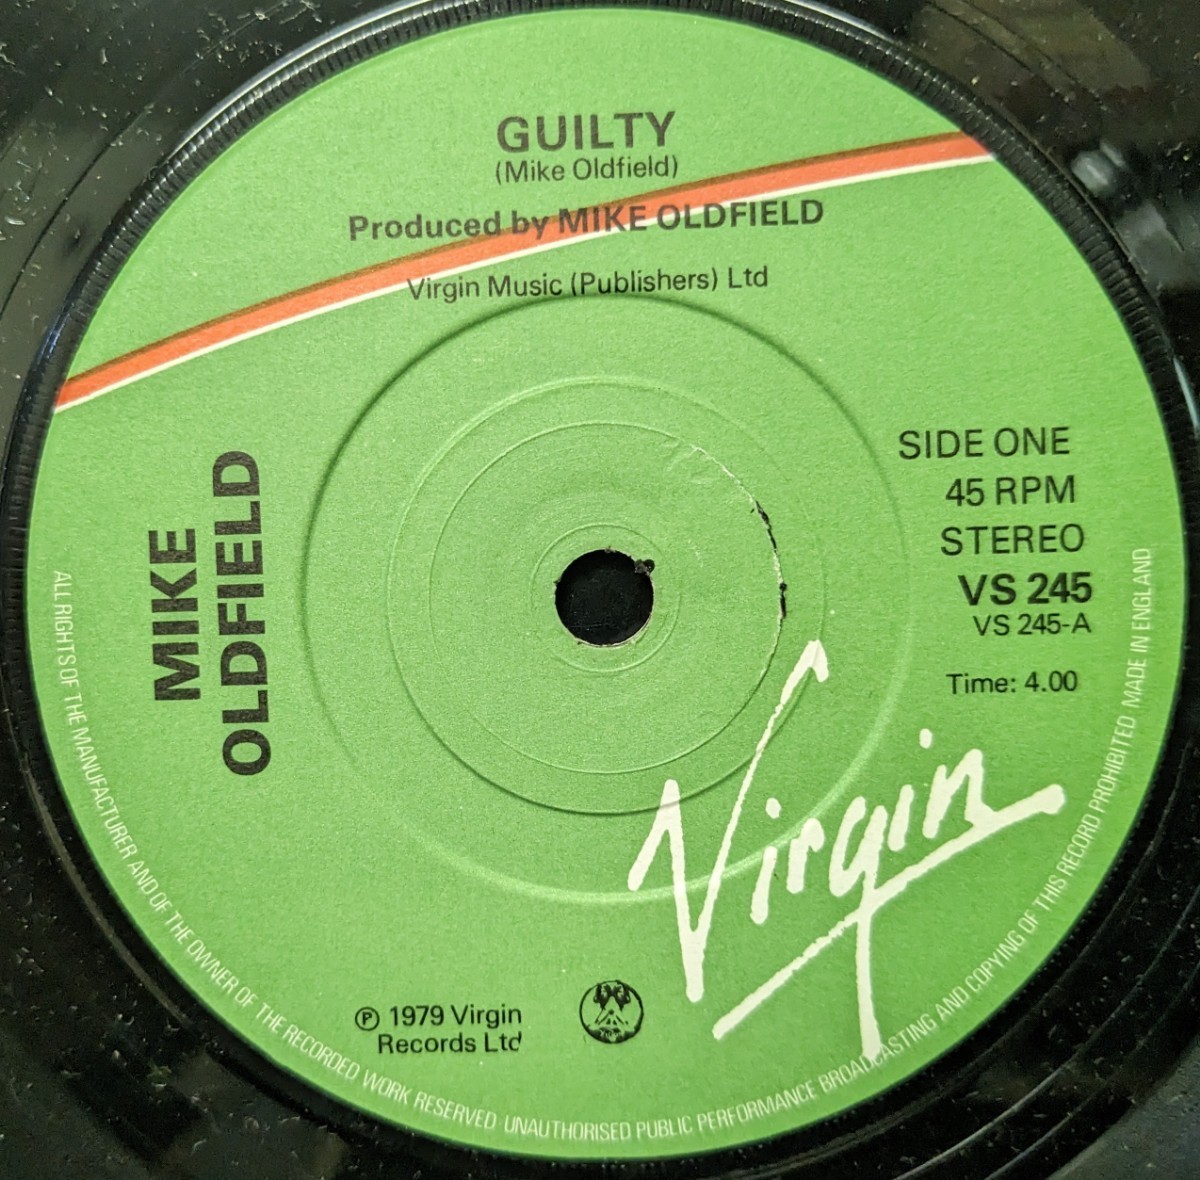 GUILTY
(Mike Oldfield)
Produced by MIKE OLDFIELD
Virgin Music (Publishers) Ltd
MIKE
OLDFIELD
SIDE ONE
45 RPM
STEREO
VS 245
VS 245-A
Time: 4.00
Virgin
℗ 1979 Virgin
Records Ltd
ALL RIGHTS OF THE MANUFACTURER AND OF THE OWNER OF THE RECORDED WORK RESERVED UNAUTHORISED PUBLIC PERFORMANCE BROADCASTING AND COPYING OF THIS RECORD PROHIBITED MADE IN ENGLAND